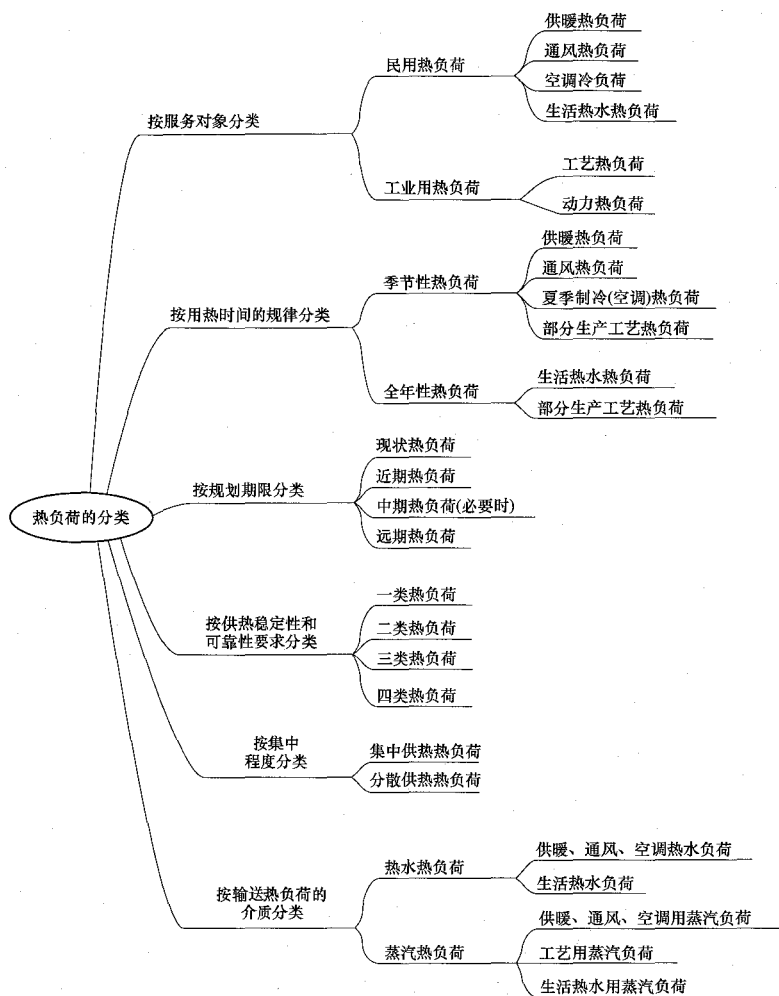 热负荷的分类
按服务对象分类
民用热负荷
供暖热负荷
通风热负荷
空调冷负荷
生活热水热负荷
工业用热负荷
工艺热负荷
动力热负荷
按用热时间的规律分类
季节性热负荷
供暖热负荷
通风热负荷
夏季制冷(空调)热负荷
部分生产工艺热负荷
全年性热负荷
生活热水热负荷
部分生产工艺热负荷
按规划期限分类
现状热负荷
近期热负荷
中期热负荷(必要时)
远期热负荷
按供热稳定性和
可靠性要求分类
一类热负荷
二类热负荷
三类热负荷
四类热负荷
按集中
程度分类
集中供热热负荷
分散供热热负荷
按输送热负荷的
介质分类
热水热负荷
供暖、通风、空调热水负荷
生活热水负荷
蒸汽热负荷
供暖、通风、空调用蒸汽负荷
工艺用蒸汽负荷
生活热水用蒸汽负荷